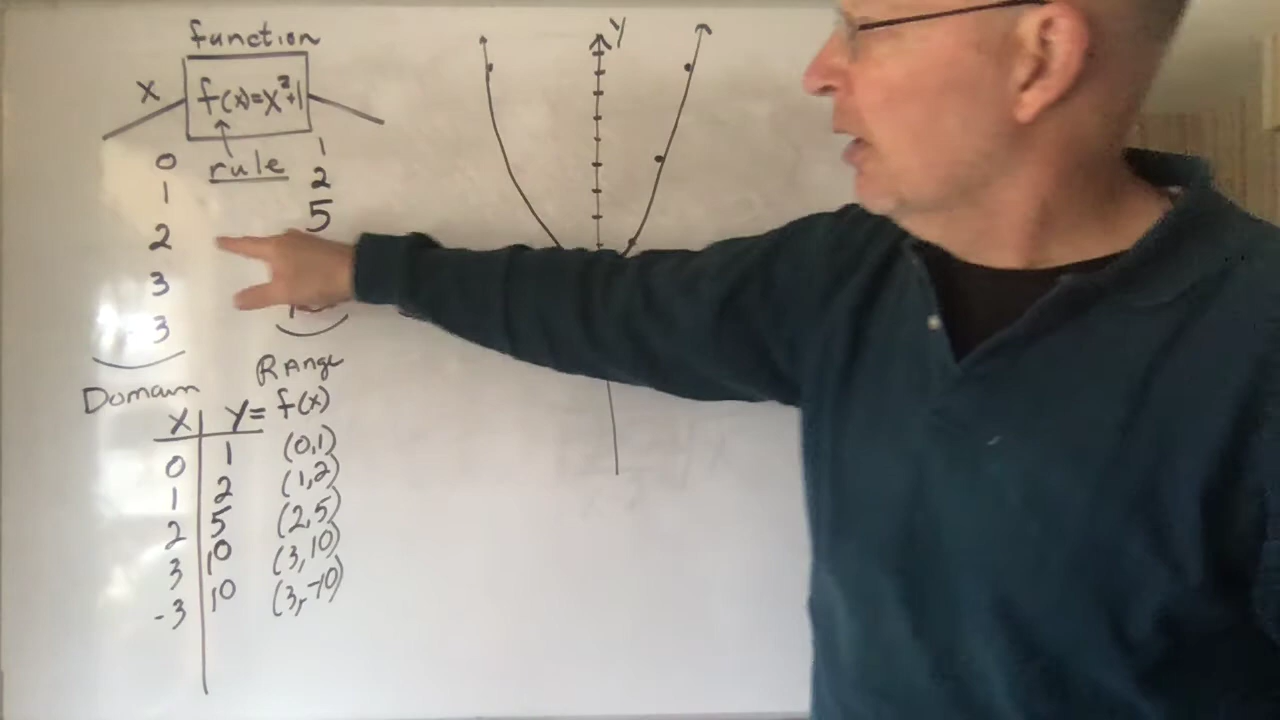 function
x f(x)=x²+1
rule
0 1
1 2
2 5
3
3
Domain Range
x y= f(x)
0 1 (0,1)
1 2 (1,2)
2 5 (2,5)
3 10 (3,10)
-3 10 (3,-10)
y